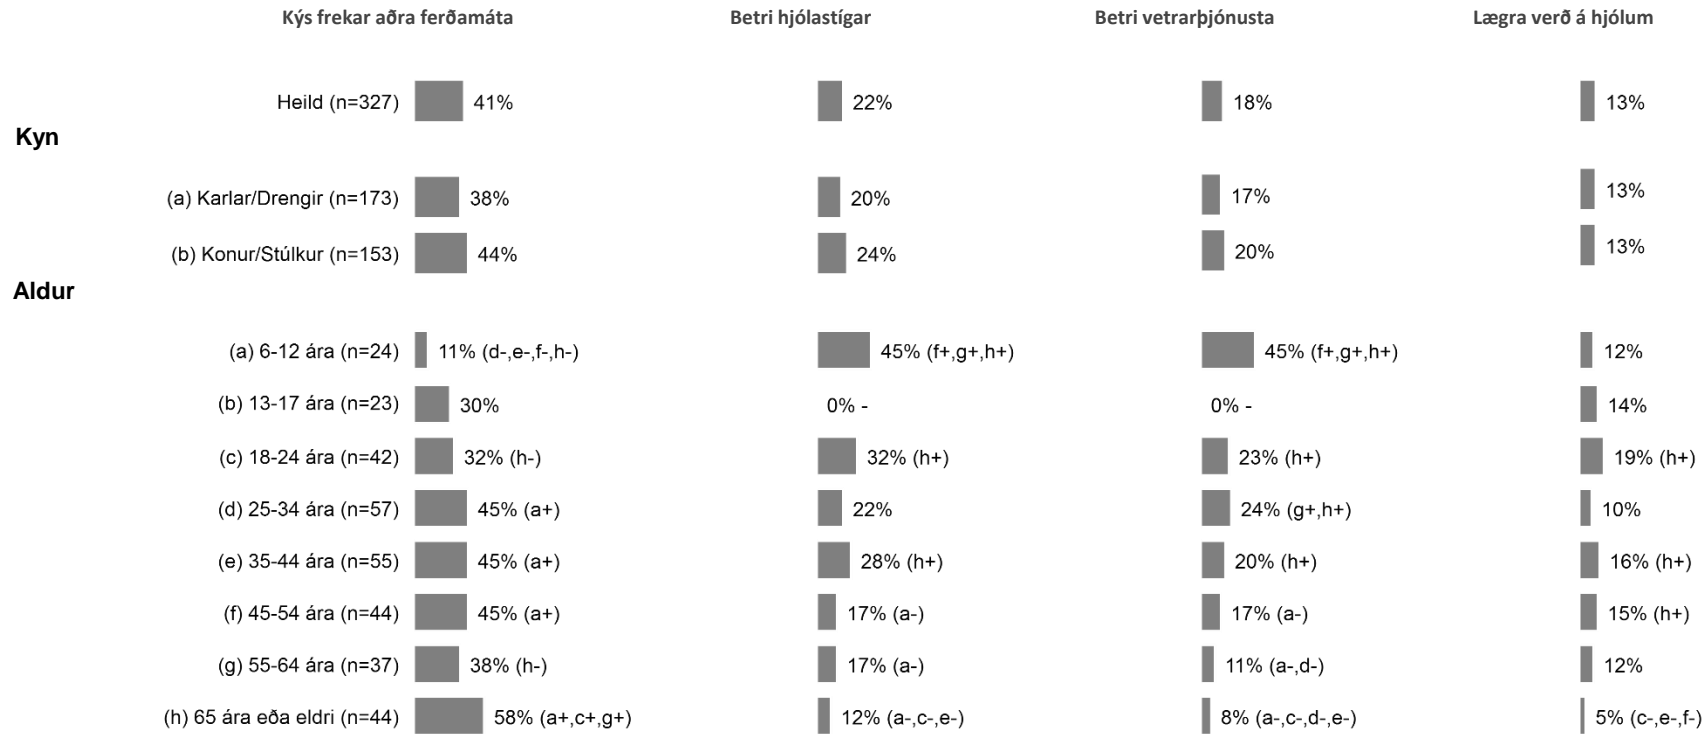 Kýs frekar aðra ferðamáta Betri hjólastígar Betri vetrarþjónusta Lægra verð á hjólum
Heild (n=327) 41% 22% 18% 13%
Kyn
(a) Karlar/Drengir (n=173) 38% 20% 17% 13%
(b) Konur/Stúlkur (n=153) 44% 24% 20% 13%
Aldur
(a) 6-12 ára (n=24) 11% (d-,e-,f-,h-) 45% (f+,g+,h+) 45% (f+,g+,h+) 12%
(b) 13-17 ára (n=23) 30% 0% - 0% - 14%
(c) 18-24 ára (n=42) 32% (h-) 32% (h+) 23% (h+) 19% (h+)
(d) 25-34 ára (n=57) 45% (a+) 22% 24% (g+,h+) 10%
(e) 35-44 ára (n=55) 45% (a+) 28% (h+) 20% (h+) 16% (h+)
(f) 45-54 ára (n=44) 45% (a+) 17% (a-) 17% (a-) 15% (h+)
(g) 55-64 ára (n=37) 38% (h-) 17% (a-) 11% (a-,d-) 12%
(h) 65 ára eða eldri (n=44) 58% (a+,c+,g+) 12% (a-,c-,e-) 8% (a-,c-,d-,e-) 5% (c-,e-,f-)